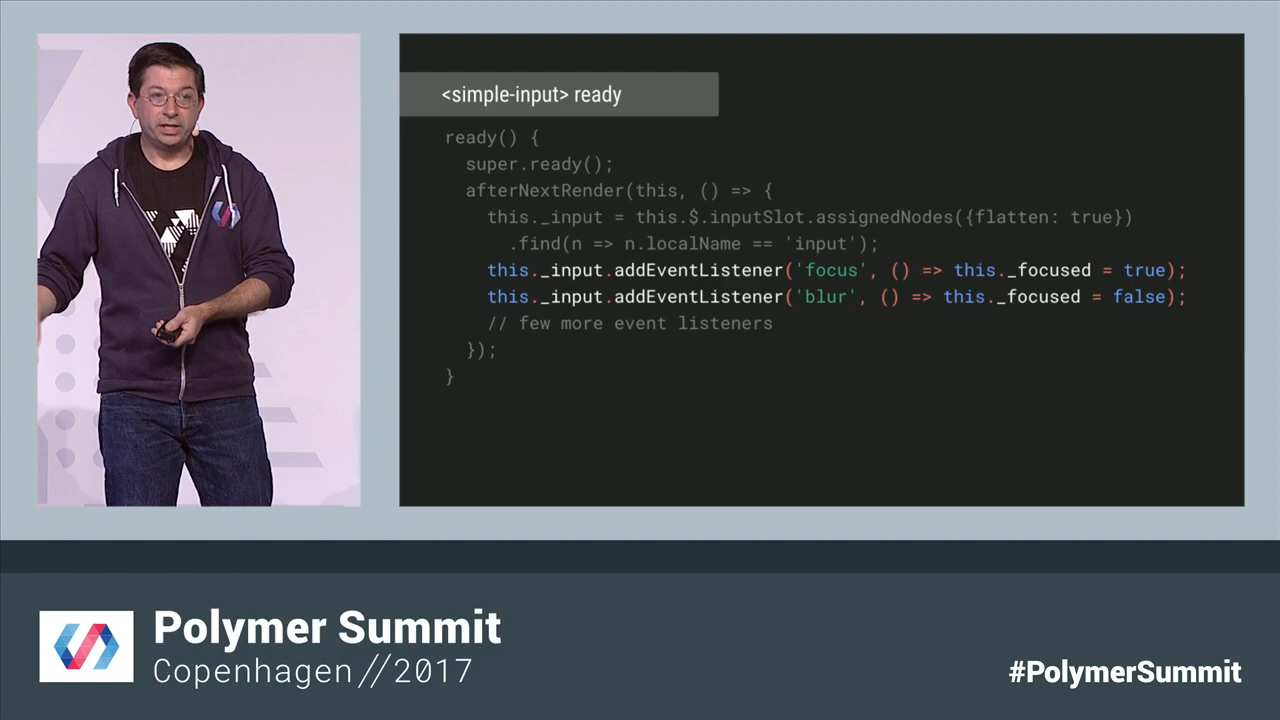 <simple-input> ready
ready() {
super.ready();
afterNextRender(this, () => {
this._input = this.$.inputSlot.assignedNodes({flatten: true})
.find(n => n.localName == 'input');
this._input.addEventListener('focus', () => this._focused = true);
this._input.addEventListener('blur', () => this._focused = false);
// few more event listeners
});
}
Polymer Summit
Copenhagen//2017
#PolymerSummit